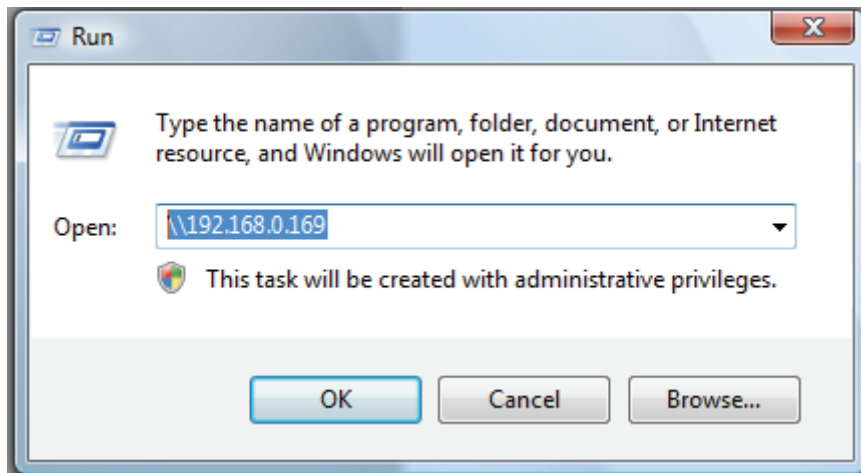 Run
Type the name of a program, folder, document, or Internet
resource, and Windows will open it for you.
Open: \\192.168.0.169
This task will be created with administrative privileges.
OK Cancel Browse...